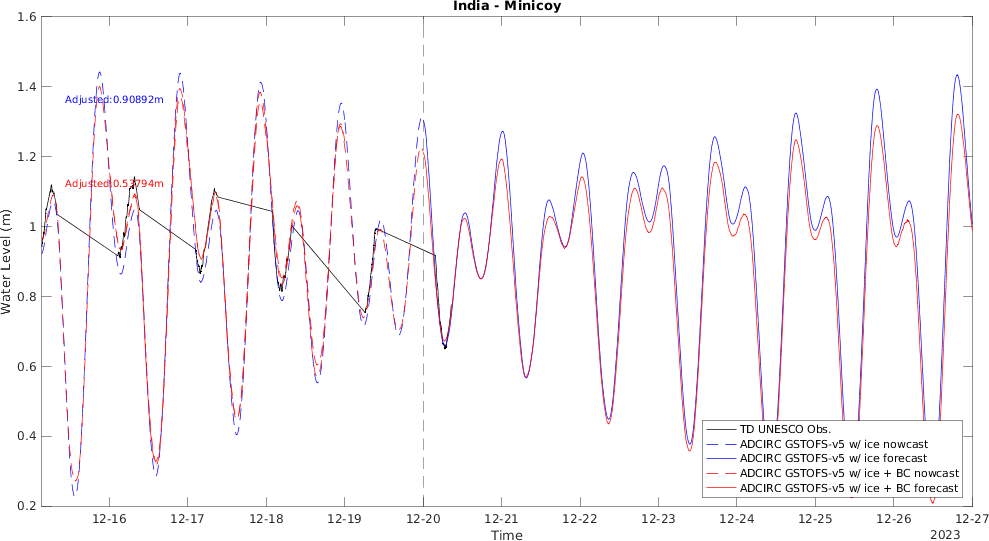 India - Minicoy
1.6
1.4
1.2
1
0.8
0.6
0.4
0.2
Water Level (m)
Adjusted:0.90892m
Adjusted:0.53794m
TD UNESCO Obs.
ADCIRC GSTOFS-v5 w/ ice nowcast
ADCIRC GSTOFS-v5 w/ ice forecast
ADCIRC GSTOFS-v5 w/ ice + BC nowcast
ADCIRC GSTOFS-v5 w/ ice + BC forecast
12-16 12-17 12-18 12-19 12-20 12-21 12-22 12-23 12-24 12-25 12-26 12-27
Time
2023